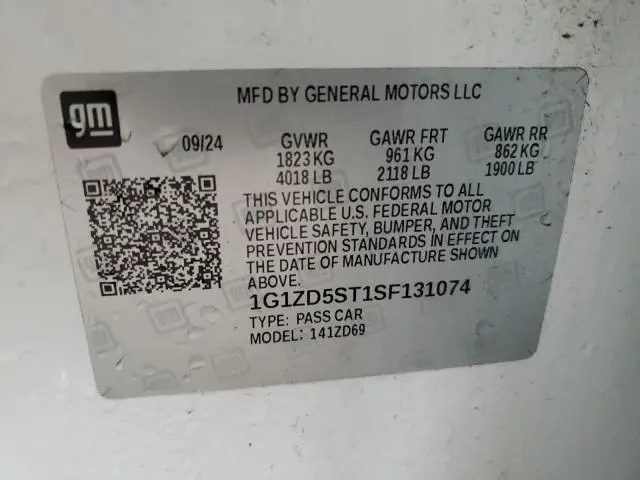 gm
MFD BY GENERAL MOTORS LLC
09/24 GVWR GAWR FRT GAWR RR
1823 KG 961 KG 862 KG
4018 LB 2118 LB 1900 LB
THIS VEHICLE CONFORMS TO ALL
APPLICABLE U.S. FEDERAL MOTOR
VEHICLE SAFETY, BUMPER, AND THEFT
PREVENTION STANDARDS IN EFFECT ON
THE DATE OF MANUFACTURE SHOWN
ABOVE.
1G1ZD5ST1SF131074
TYPE: PASS CAR
MODEL: 141ZD69